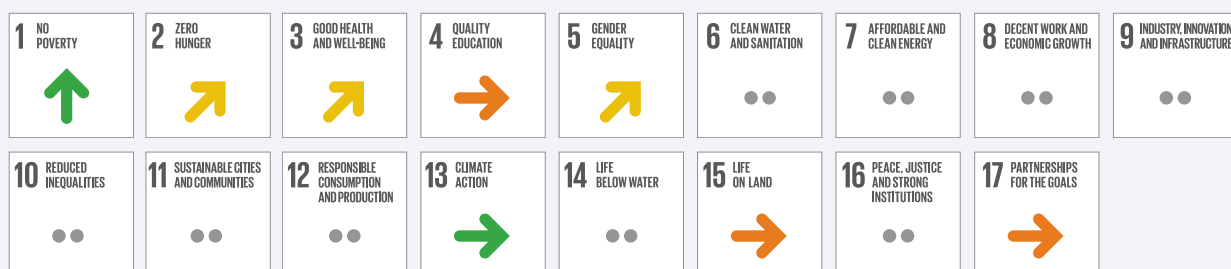 1 NO
POVERTY
2 ZERO
HUNGER
3 GOOD HEALTH
AND WELL-BEING
4 QUALITY
EDUCATION
5 GENDER
EQUALITY
6 CLEAN WATER
AND SANITATION
7 AFFORDABLE AND
CLEAN ENERGY
8 DECENT WORK AND
ECONOMIC GROWTH
9 INDUSTRY, INNOVATION
AND INFRASTRUCTURE
10 REDUCED
INEQUALITIES
11 SUSTAINABLE CITIES
AND COMMUNITIES
12 RESPONSIBLE
CONSUMPTION
AND PRODUCTION
13 CLIMATE
ACTION
14 LIFE
BELOW WATER
15 LIFE
ON LAND
16 PEACE, JUSTICE
AND STRONG
INSTITUTIONS
17 PARTNERSHIPS
FOR THE GOALS